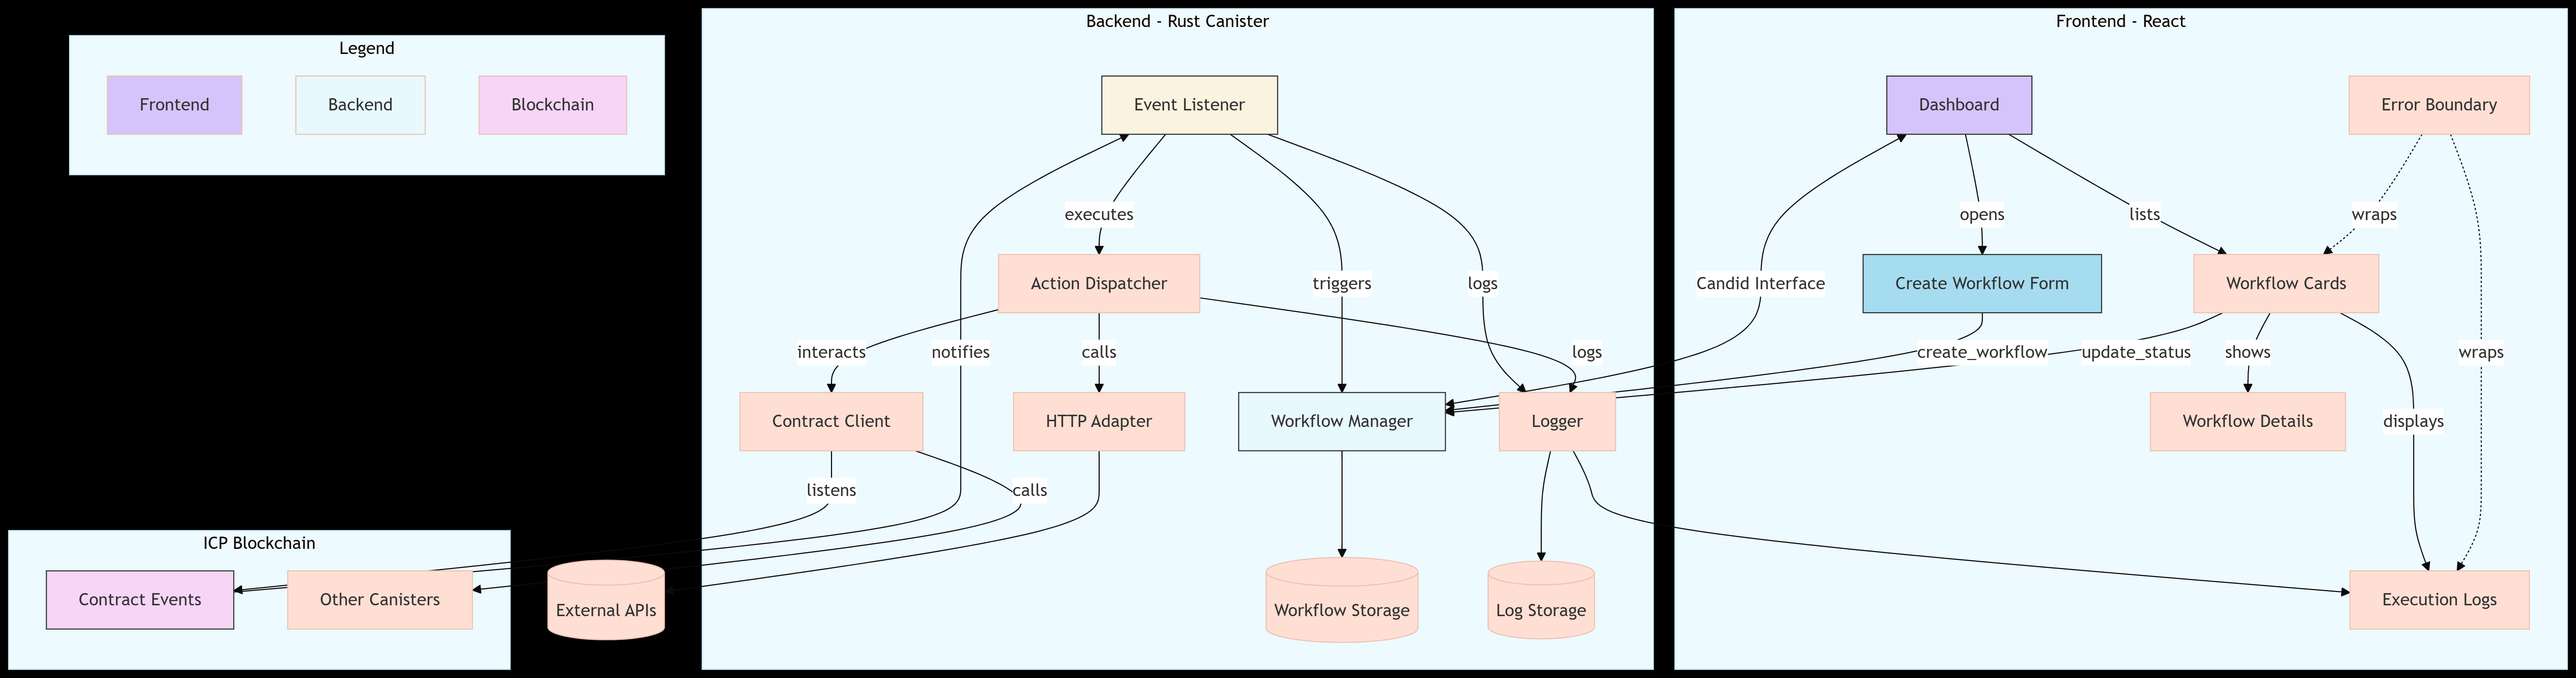 Legend
Frontend
Backend
Blockchain
Backend - Rust Canister
Event Listener
executes
triggers
logs
Action Dispatcher
interacts
notifies
calls
logs
Contract Client
HTTP Adapter
Workflow Manager
Logger
listens
calls
Workflow Storage
Log Storage
ICP Blockchain
Contract Events
Other Canisters
External APIs
Frontend - React
Dashboard
Error Boundary
opens
lists
wraps
Candid Interface
Create Workflow Form
Workflow Cards
create_workflow
update_status
shows
wraps
Workflow Details
displays
Execution Logs